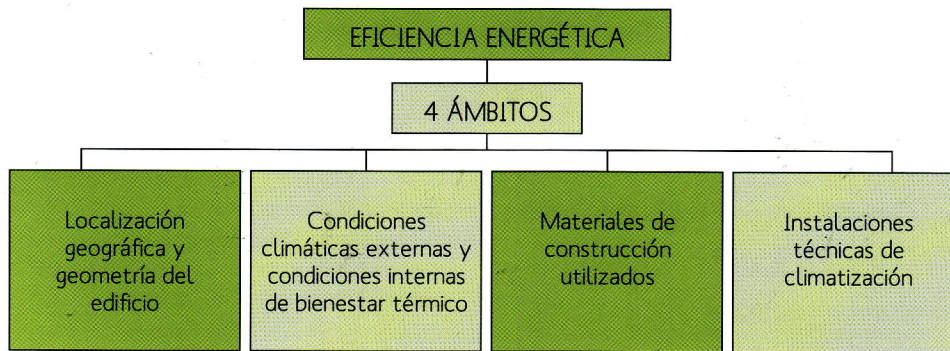 EFICIENCIA ENERGÉTICA
4 ÁMBITOS
Localización
geográfica y
geometría del
edificio
Condiciones
climáticas externas y
condiciones internas
de bienestar térmico
Materiales de
construcción
utilizados
Instalaciones
técnicas de
climatización